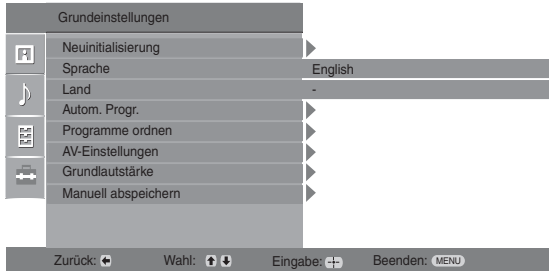 Grundeinstellungen
Neuinitialisierung
Sprache English
Land -
Autom. Progr.
Programme ordnen
AV-Einstellungen
Grundlautstärke
Manuell abspeichern
Zurück: Wahl: Eingabe: Beenden: MENU